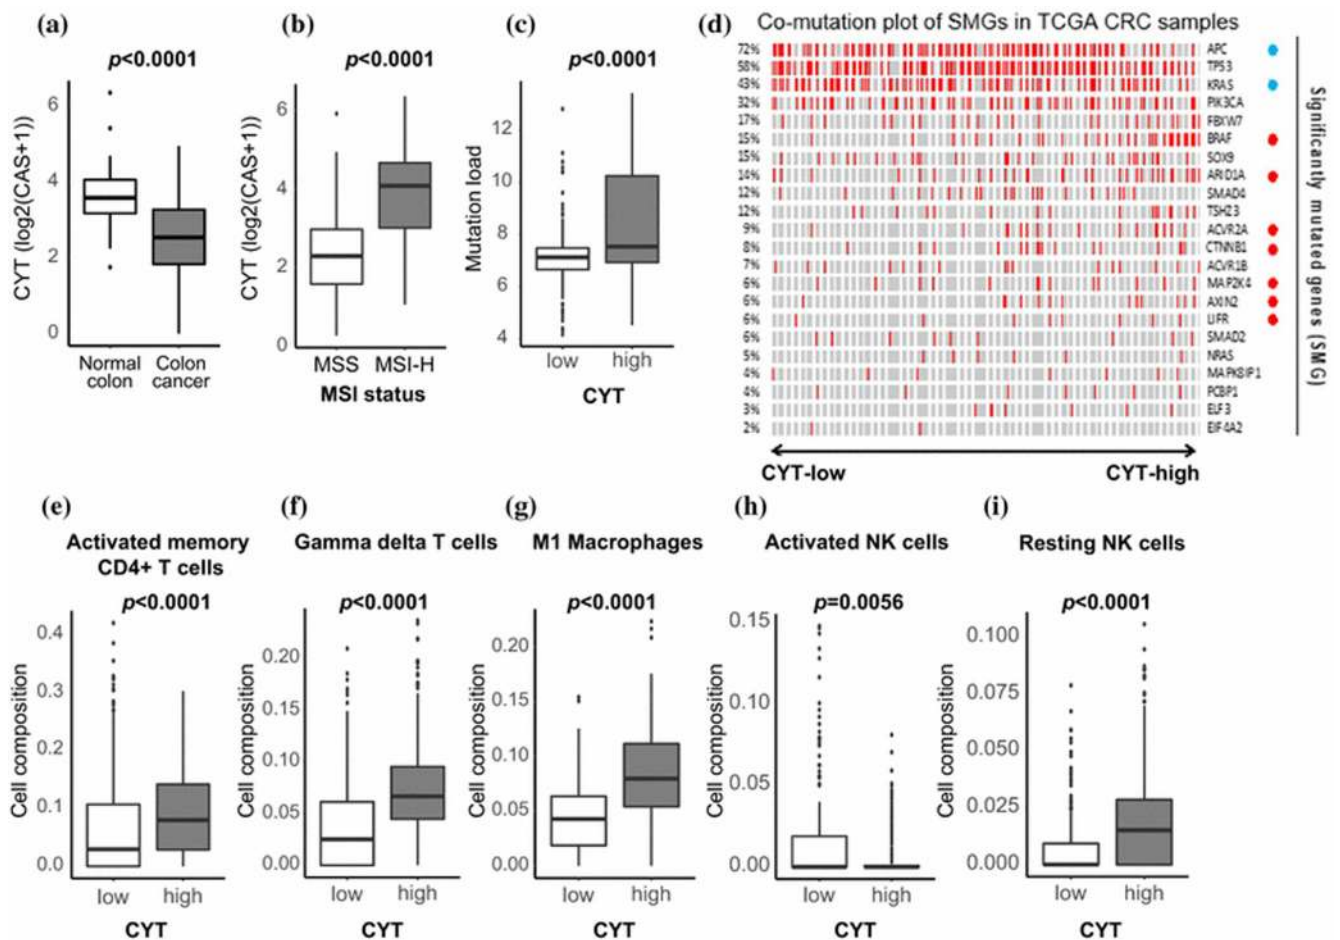 (a)
p<0.0001
CYT (log2(CAS+1))
6
4
2
0
Normal colon
Colon cancer
(b)
p<0.0001
CYT (log2(CAS+1))
6
4
2
0
MSS MSI-H
MSI status
(c)
p<0.0001
Mutation load
12
10
8
6
4
low high
CYT
(d) Co-mutation plot of SMGs in TCGA CRC samples
72% APC
58% TP53
43% KRAS
32% PIK3CA
17% FBXW7
15% BRAF
15% SOX9
14% ARID1A
12% SMAD4
12% TSHZ3
9% ACVR2A
8% CTNNB1
7% ACVR1B
6% MAP2K4
6% AXIN2
6% LIFR
6% SMAD2
5% NRAS
4% MAPK8IP1
4% PCBP1
3% ELF3
2% EIF4A2
Significantly mutated genes (SMG)
CYT-low CYT-high
(e)
Activated memory
CD4+ T cells
p<0.0001
Cell composition
0.4
0.3
0.2
0.1
0.0
low high
CYT
(f)
Gamma delta T cells
p<0.0001
Cell composition
0.20
0.15
0.10
0.05
0.00
low high
CYT
(g)
M1 Macrophages
p<0.0001
Cell composition
0.20
0.15
0.10
0.05
0.00
low high
CYT
(h)
Activated NK cells
p=0.0056
Cell composition
0.15
0.10
0.05
0.00
low high
CYT
(i)
Resting NK cells
p<0.0001
Cell composition
0.100
0.075
0.050
0.025
0.000
low high
CYT